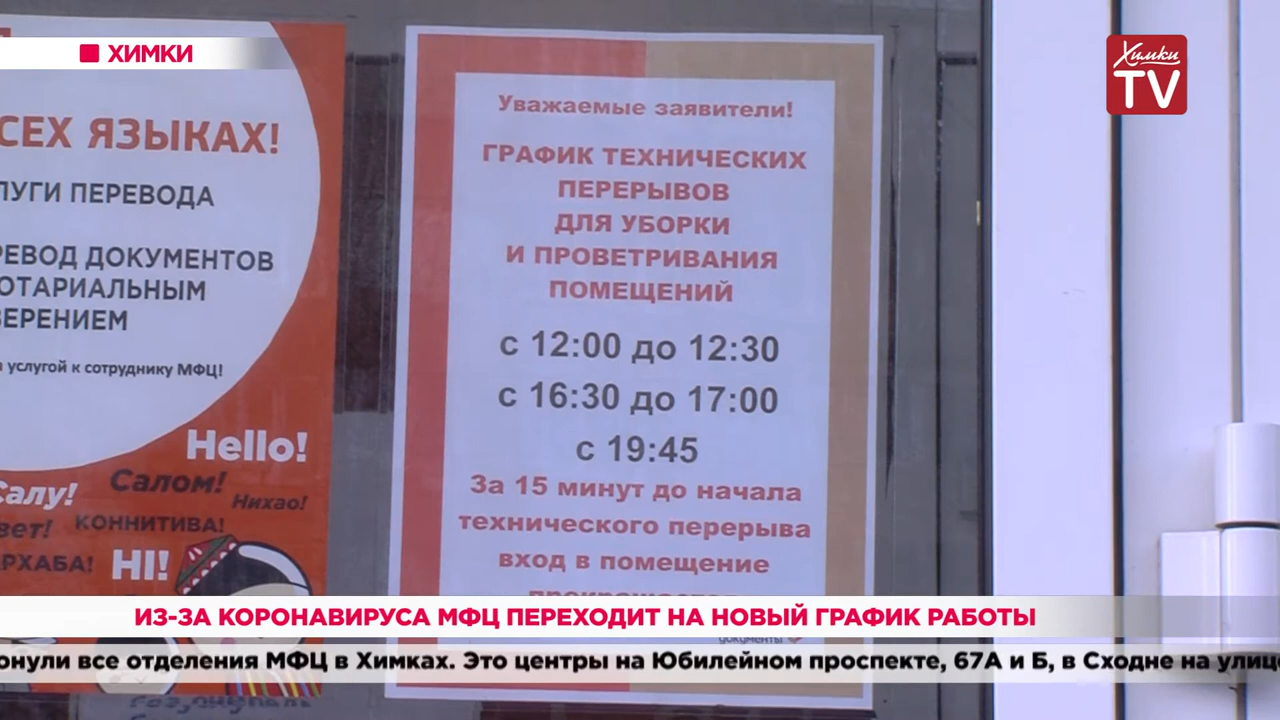 ХИМКИ
Химки
TV
СЕХ ЯЗЫКАХ!
ЛУГИ ПЕРЕВОДА
РЕВОД ДОКУМЕНТОВ
ОТАРИАЛЬНЫМ
ВЕРЕНИЕМ
услугой к сотруднику МФЦ!
Hello!
Салу!
Салом!
Нихао!
вет!
КОННИТИВА!
РХАБА!
HI!
Уважаемые заявители!
ГРАФИК ТЕХНИЧЕСКИХ
ПЕРЕРЫВОВ
ДЛЯ УБОРКИ
И ПРОВЕТРИВАНИЯ
ПОМЕЩЕНИЙ
с 12:00 до 12:30
с 16:30 до 17:00
с 19:45
За 15 минут до начала
технического перерыва
вход в помещение
документы
ИЗ-ЗА КОРОНАВИРУСА МФЦ ПЕРЕХОДИТ НА НОВЫЙ ГРАФИК РАБОТЫ
онули все отделения МФЦ в Химках. Это центры на Юбилейном проспекте, 67А и Б, в Сходне на улице